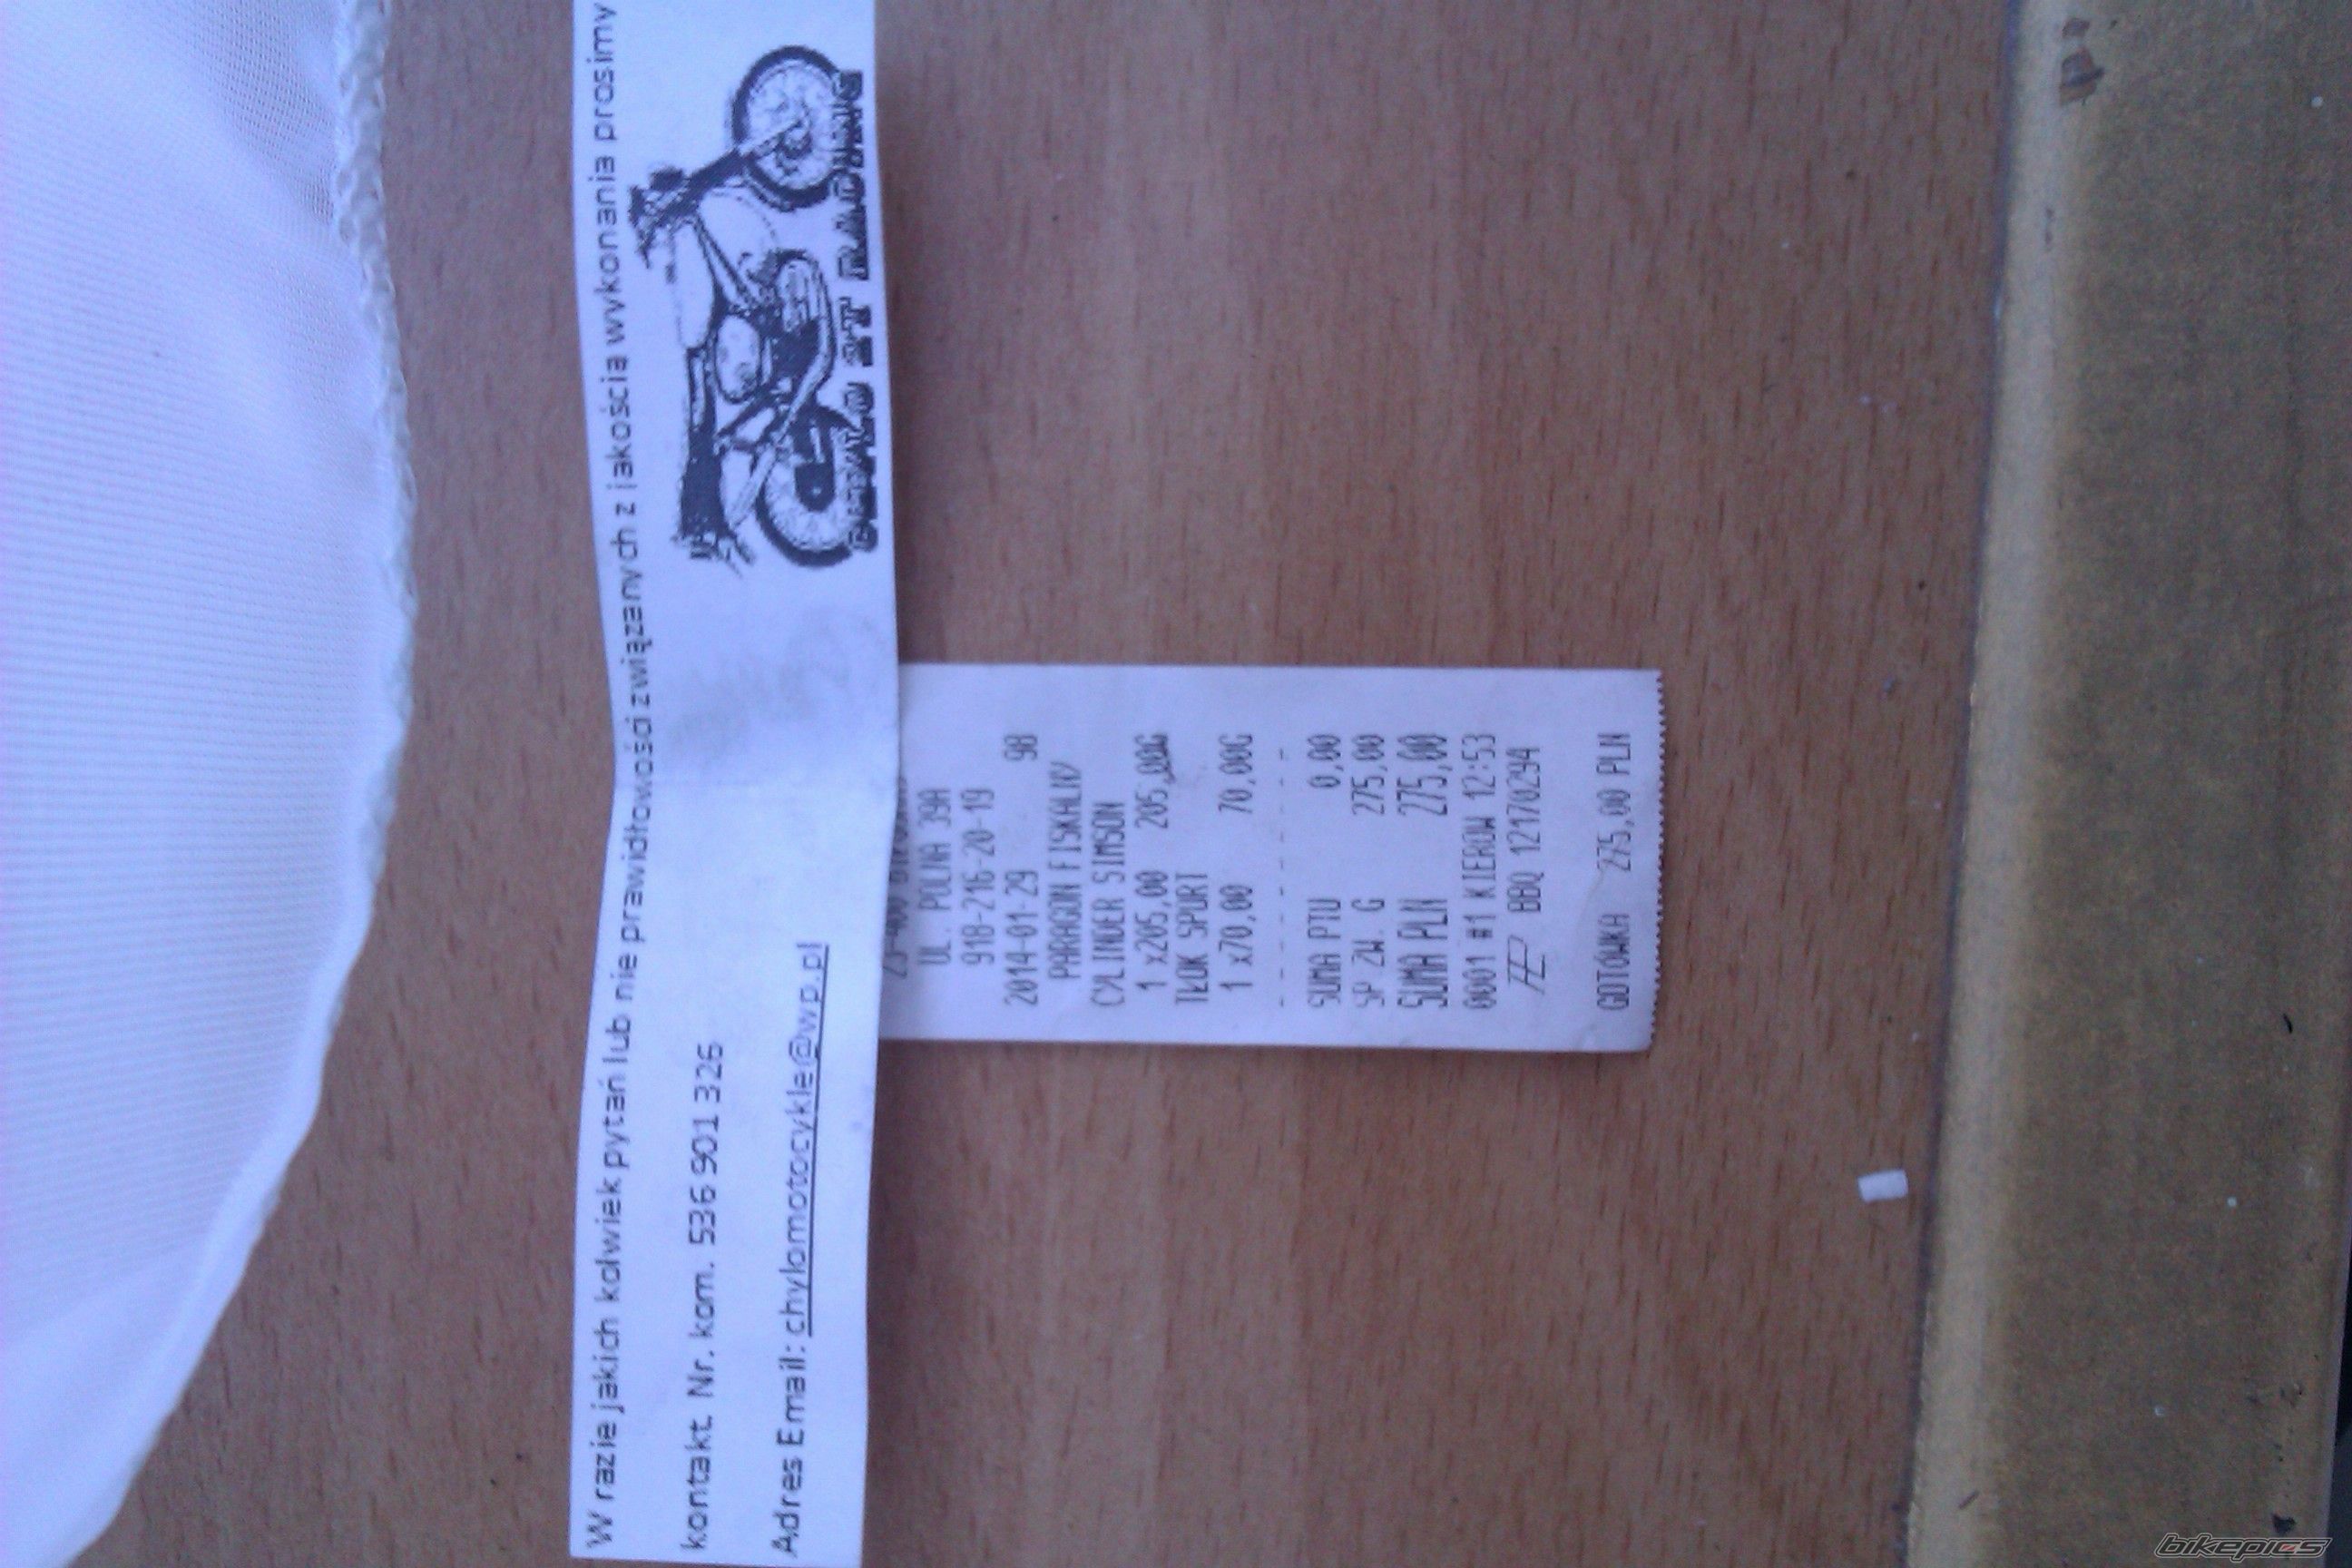 W razie jakich kolwiek pytań lub nie prawidłowości związanych z jakościa wykonania prosimy
kontakt. Nr. kom. 536 901 326
Adres Email: chylomotocykle@wp.pl
UL. POLNA 39A
918-216-20-19
2014-01-29 98
PARAGON FISKALNY
CYLINDER SIMSON
1 x205,00 205,00G
TŁOK SPORT
1 x70,00 70,00G
SUMA PTU 0,00
SP ZW. G 275,00
SUMA PLN 275,00
0001 #1 KIEROW 12:53
BBQ 12170294
GOTÓWKA 275,00 PLN
bikepics